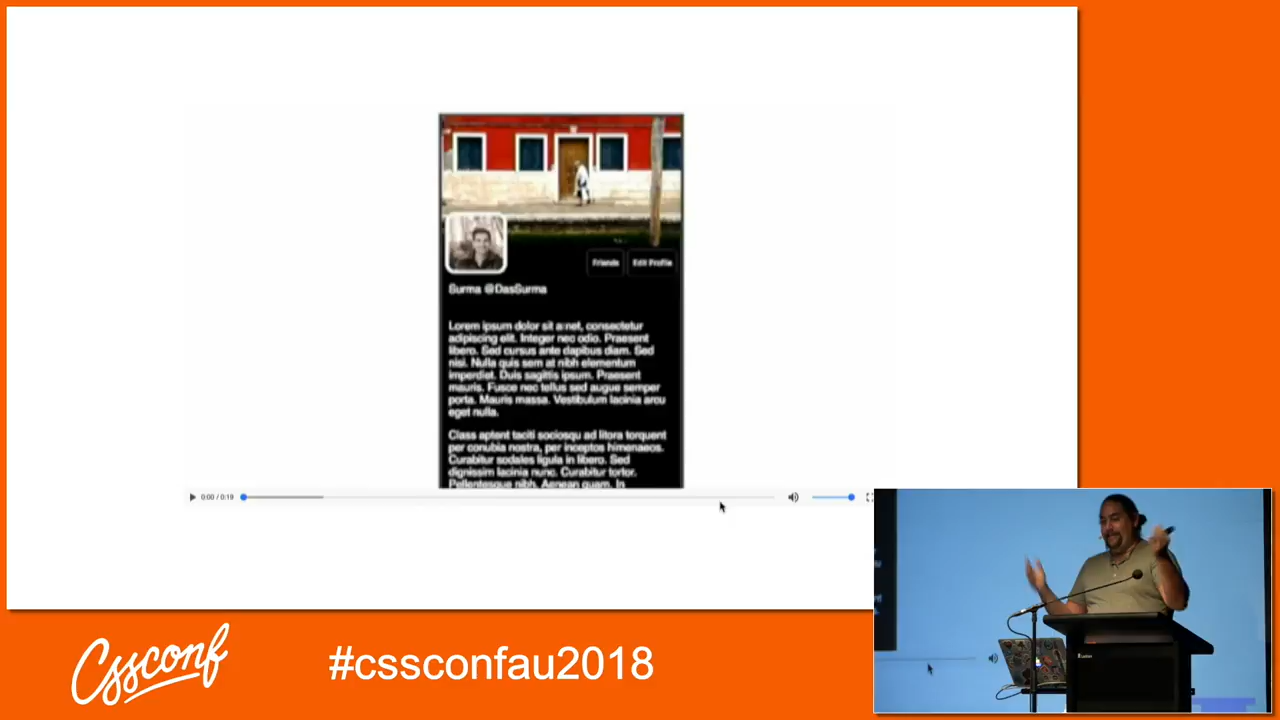 Friends
Edit Profile
Surma @DasSurma
Lorem ipsum dolor sit amet, consectetur
adipiscing elit. Integer nec odio. Praesent
libero. Sed cursus ante dapibus diam. Sed
nisi. Nulla quis sem at nibh elementum
imperdiet. Duis sagittis ipsum. Praesent
mauris. Fusce nec tellus sed augue semper
porta. Mauris massa. Vestibulum lacinia arcu
eget nulla.
Class aptent taciti sociosqu ad litora torquent
per conubia nostra, per inceptos himenaeos.
Curabitur sodales ligula in libero. Sed
dignissim lacinia nunc. Curabitur tortor.
Pellentesque nibh. Aenean quam. In
0:00 / 0:19
Cssconf
#cssconfau2018